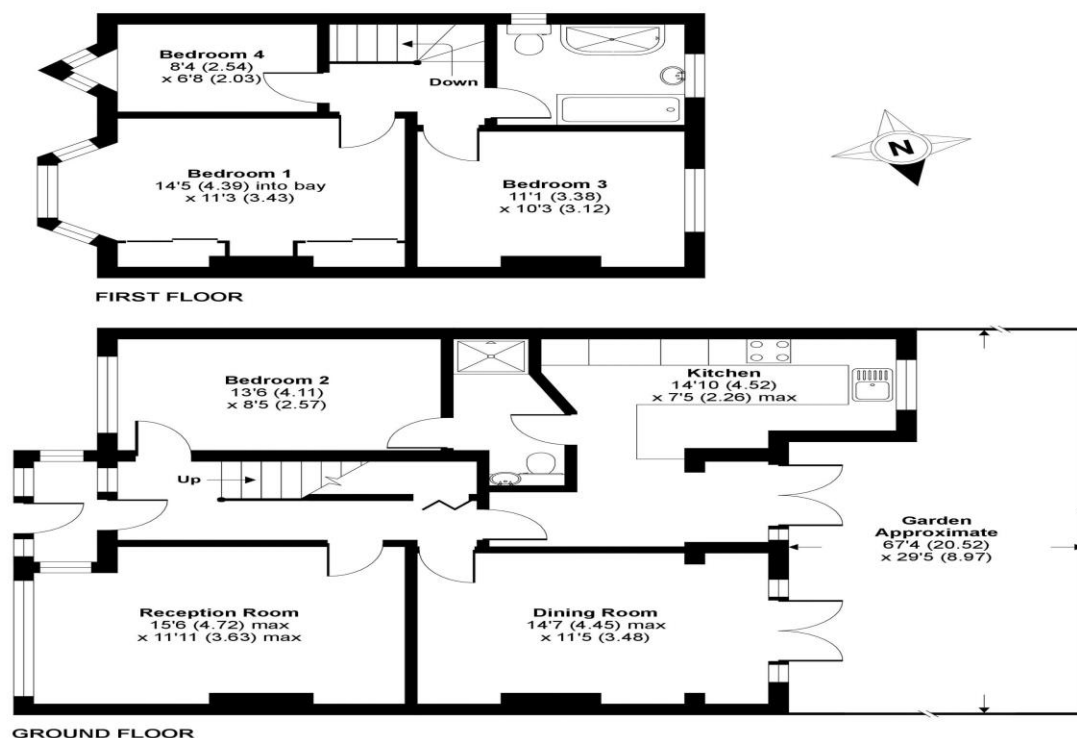 Bedroom 4
8'4 (2.54)
x 6'8 (2.03)
Down
Bedroom 1
14'5 (4.39) into bay
x 11'3 (3.43)
Bedroom 3
11'1 (3.38)
x 10'3 (3.12)
N
FIRST FLOOR
Bedroom 2
13'6 (4.11)
x 8'5 (2.57)
Kitchen
14'10 (4.52)
x 7'5 (2.26) max
Up
Garden
Approximate
67'4 (20.52)
x 29'5 (8.97)
Reception Room
15'6 (4.72) max
x 11'11 (3.63) max
Dining Room
14'7 (4.45) max
x 11'5 (3.48)
GROUND FLOOR